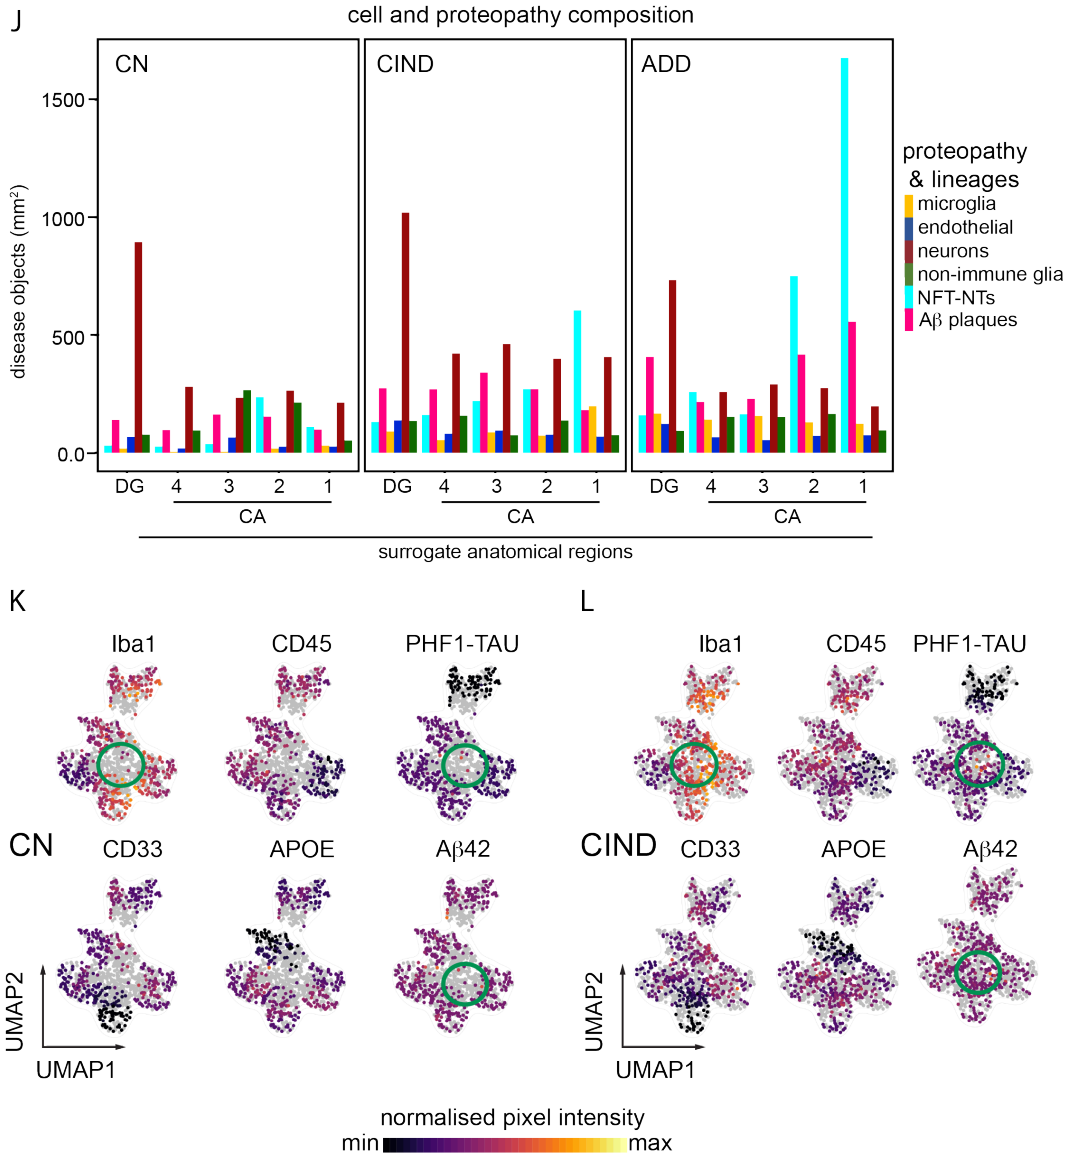 J
cell and proteopathy composition
CN
CIND
ADD
1500
1000
500
0.0
disease objects (mm²)
proteopathy
& lineages
microglia
endothelial
neurons
non-immune glia
NFT-NTs
Aβ plaques
DG 4 3 2 1
DG 4 3 2 1
DG 4 3 2 1
CA
CA
CA
surrogate anatomical regions
K
Iba1 CD45 PHF1-TAU
CN CD33 APOE Aβ42
UMAP2
UMAP1
L
Iba1 CD45 PHF1-TAU
CIND CD33 APOE Aβ42
UMAP2
UMAP1
normalised pixel intensity
min max